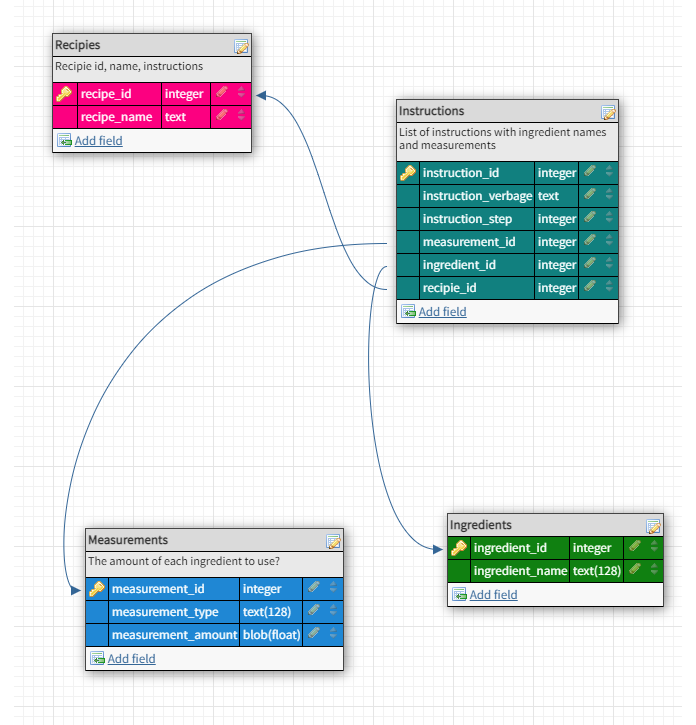 Recipies
Recipie id, name, instructions
recipe_id integer
recipe_name text
Add field
Instructions
List of instructions with ingredient names
and measurements
instruction_id integer
instruction_verbage text
instruction_step integer
measurement_id integer
ingredient_id integer
recipie_id integer
Add field
Measurements
The amount of each ingredient to use?
measurement_id integer
measurement_type text(128)
measurement_amount blob(float)
Add field
Ingredients
ingredient_id integer
ingredient_name text(128)
Add field